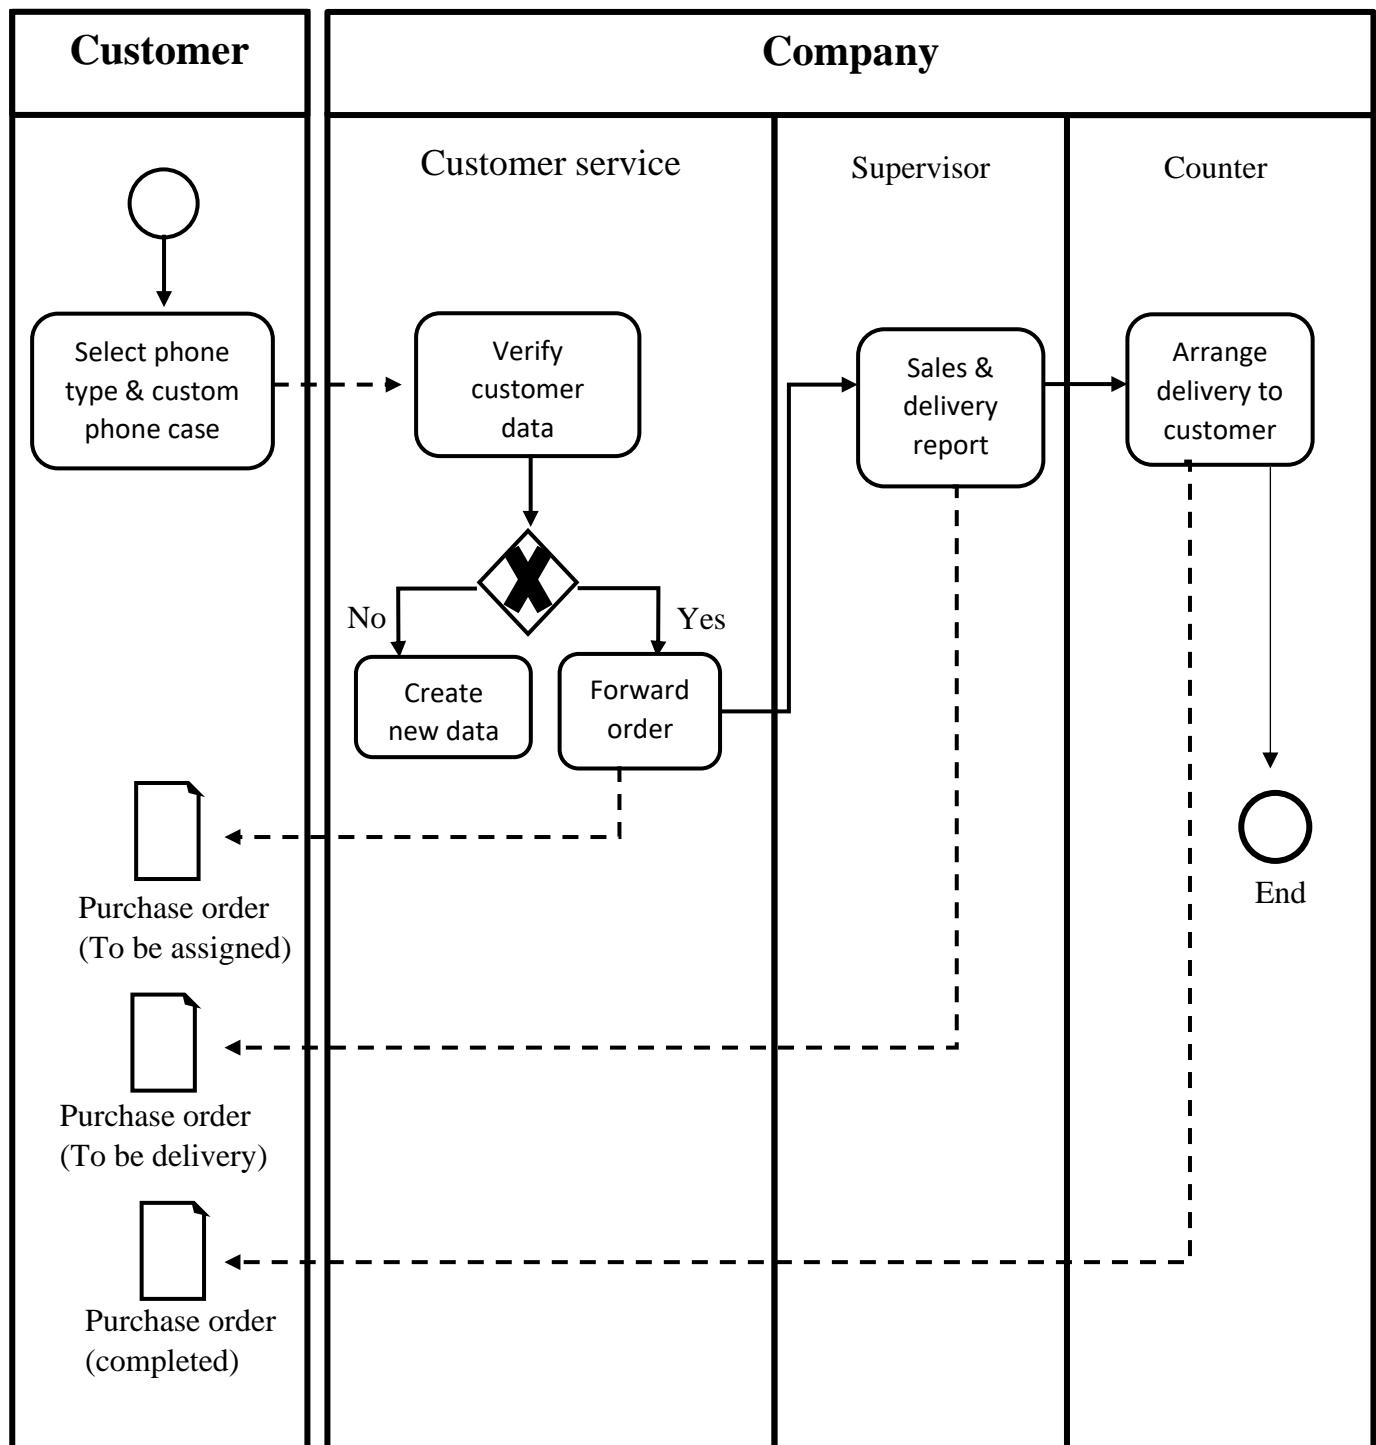 Customer
Company
Customer service
Supervisor
Counter
Select phone
type & custom
phone case
Verify
customer
data
Sales &
delivery
report
Arrange
delivery to
customer
No
Yes
Create
new data
Forward
order
Purchase order
(To be assigned)
End
Purchase order
(To be delivery)
Purchase order
(completed)